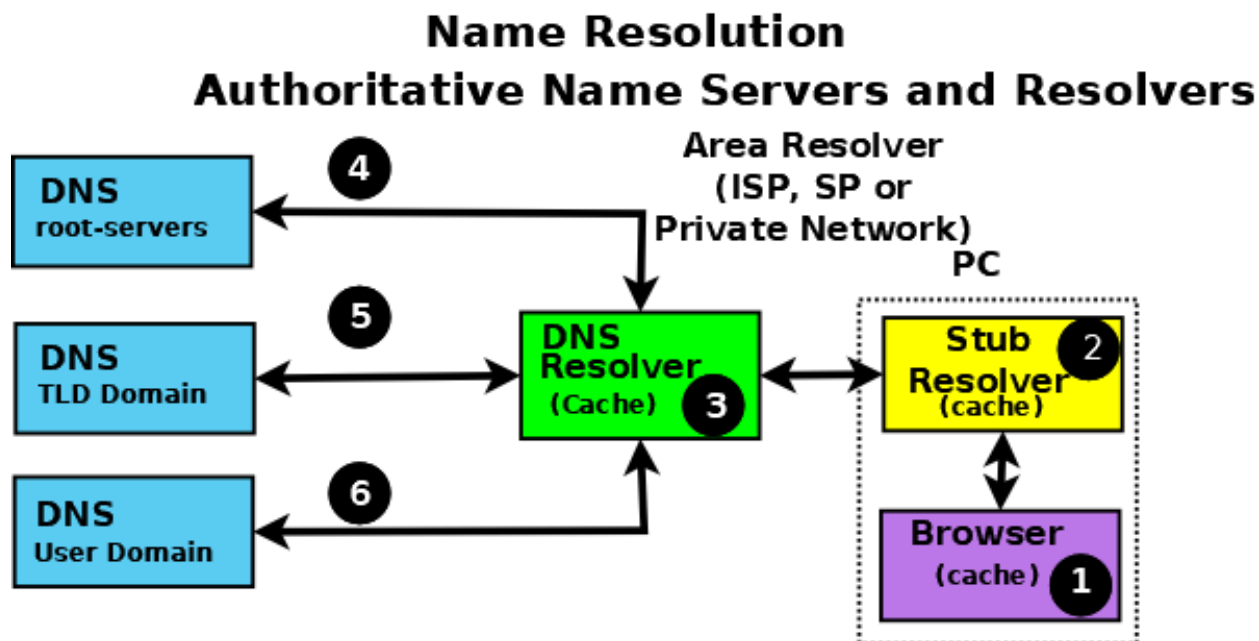 Name Resolution
Authoritative Name Servers and Resolvers
4
Area Resolver
(ISP, SP or
Private Network)
DNS
root-servers
PC
5
DNS
TLD Domain
DNS
Resolver
(Cache)
3
Stub
Resolver
(cache)
2
6
DNS
User Domain
Browser
(cache)
1